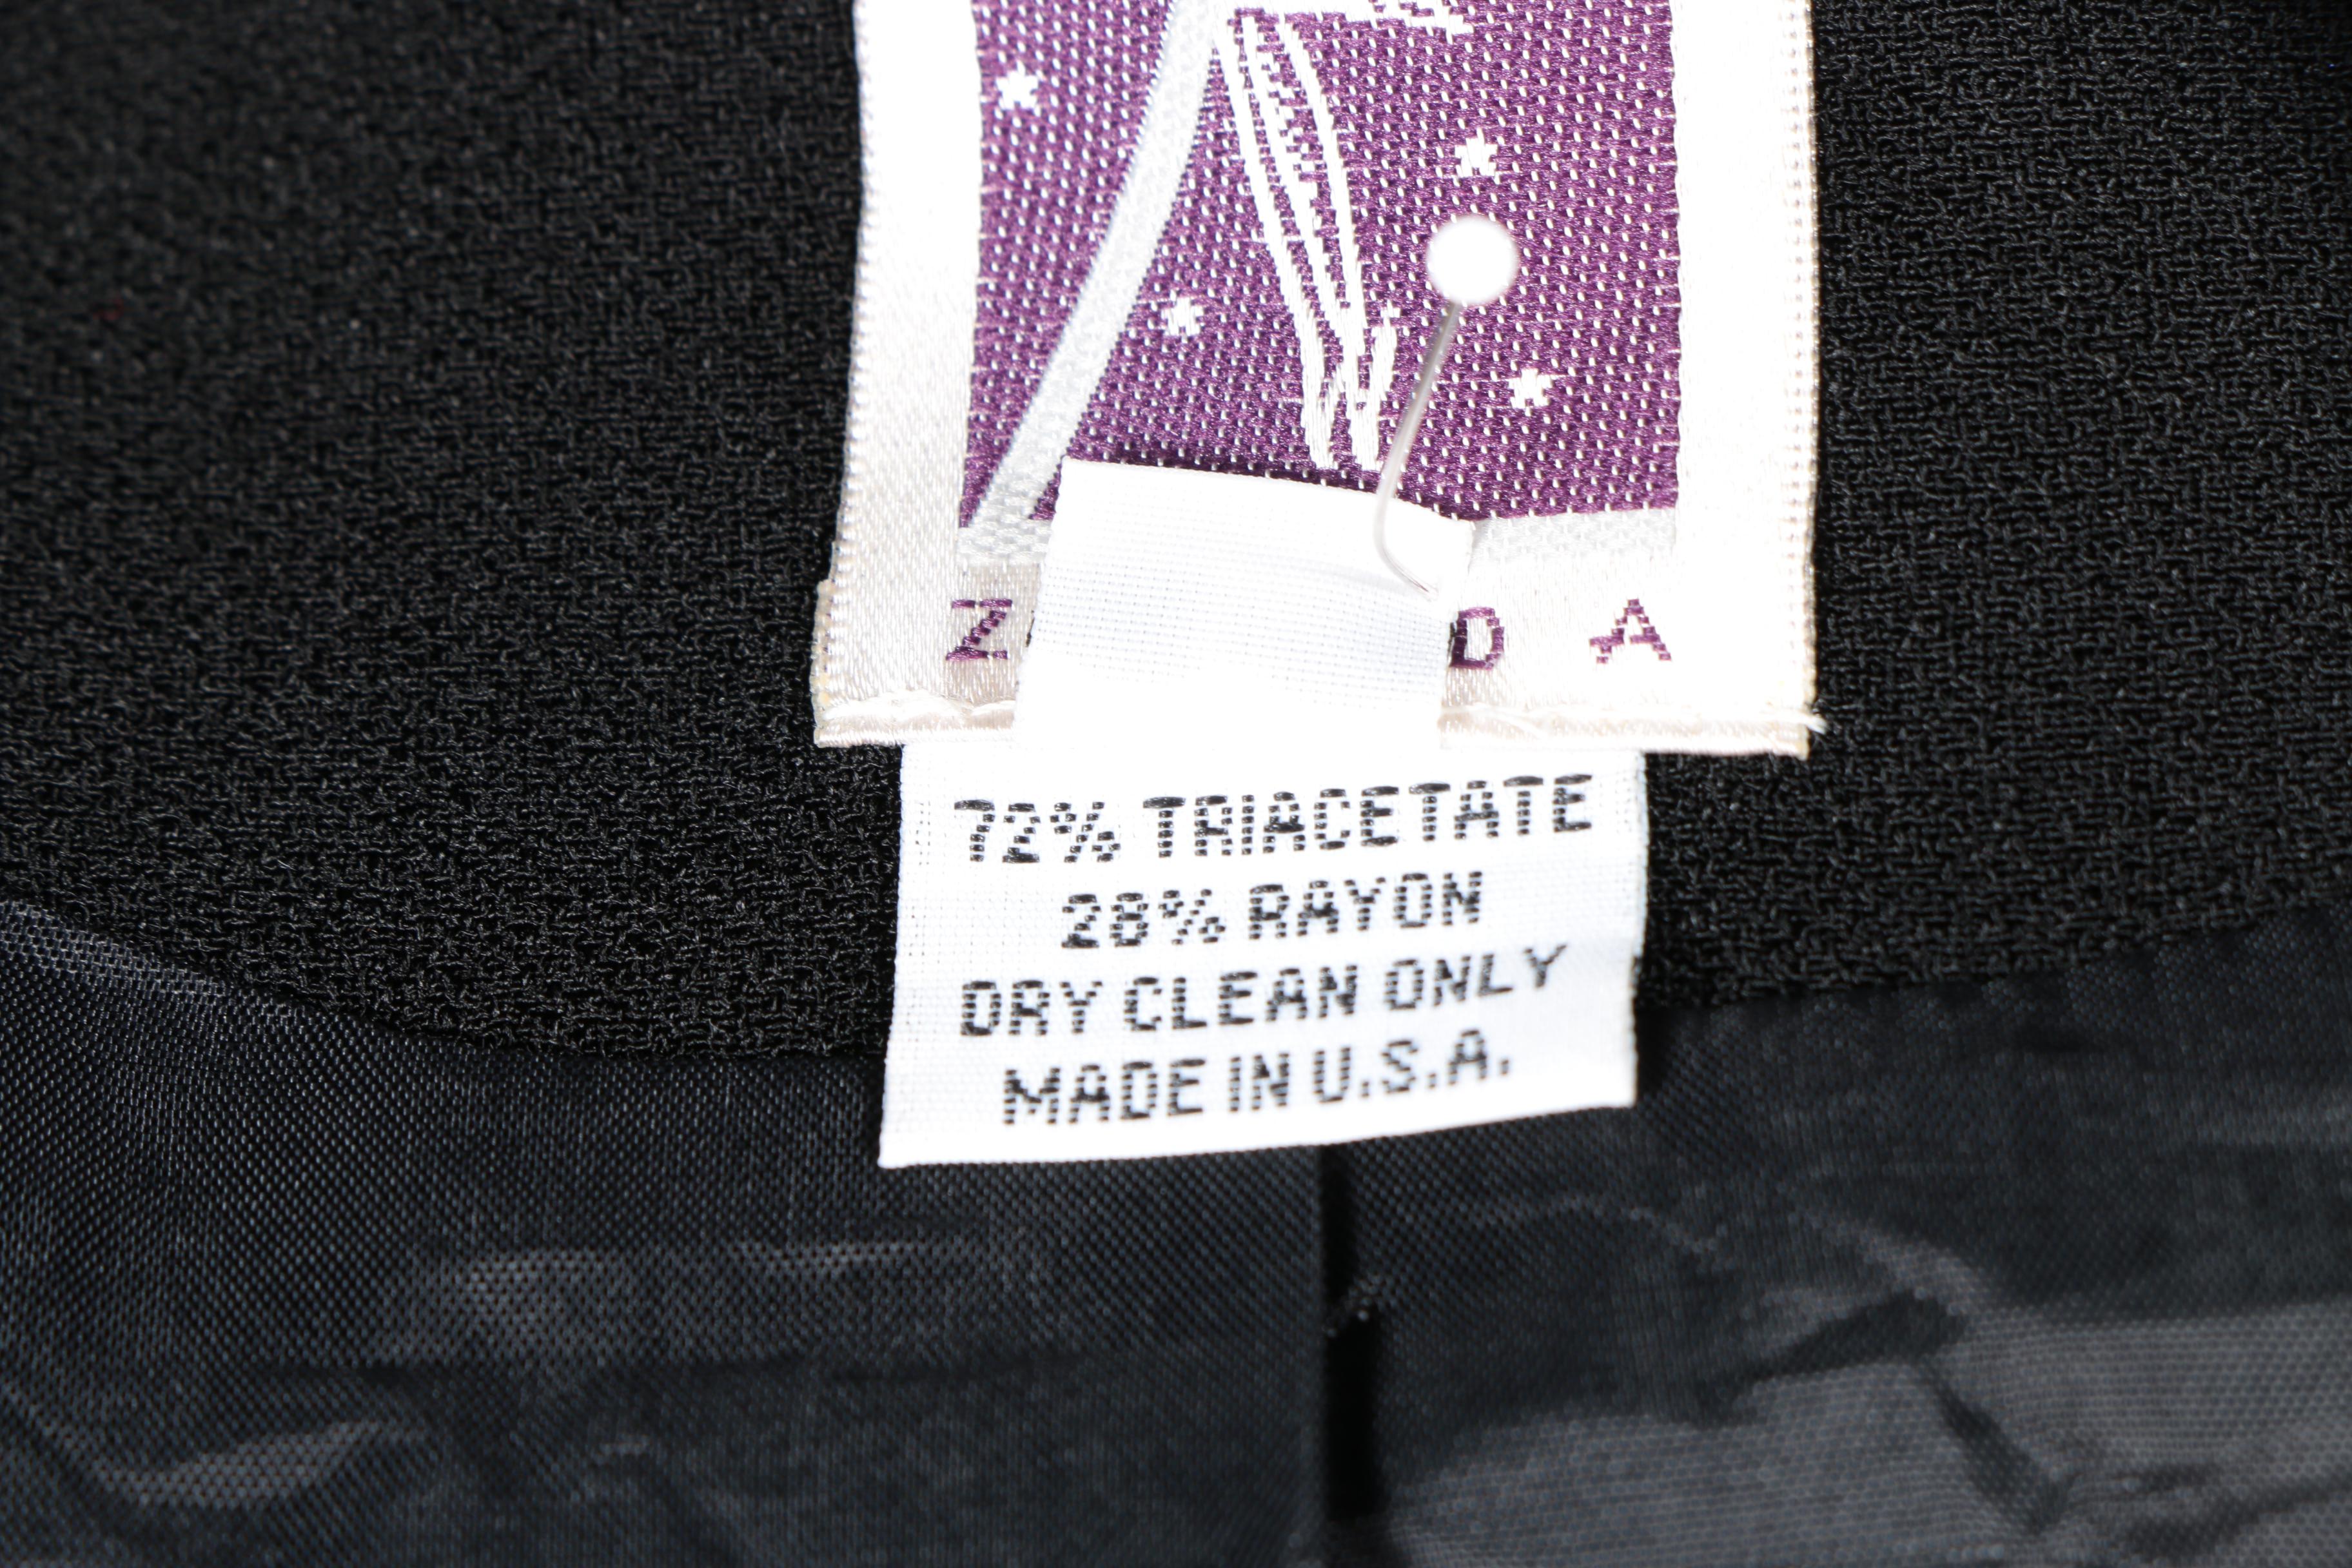 Z D A
72% TRIACETATE
28% RAYON
DRY CLEAN ONLY
MADE IN U.S.A.